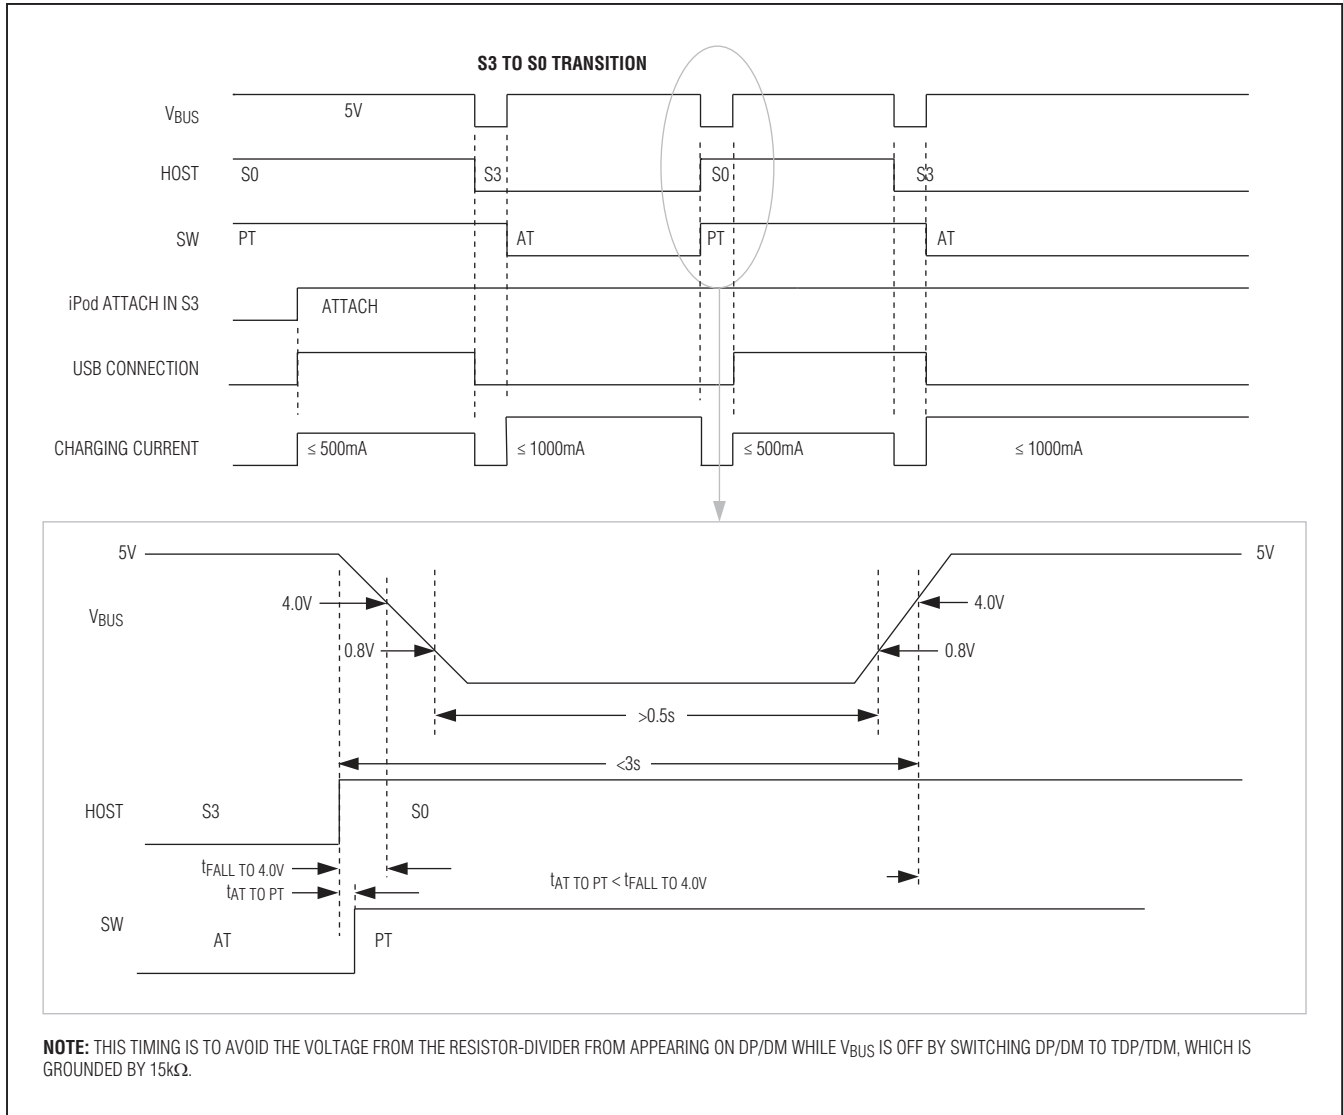 S3 TO S0 TRANSITION
VBUS
5V
HOST
S0
S3
S0
S3
SW
PT
AT
PT
AT
iPod ATTACH IN S3
ATTACH
USB CONNECTION
CHARGING CURRENT
≤ 500mA
≤ 1000mA
≤ 500mA
≤ 1000mA
5V
5V
VBUS
4.0V
4.0V
0.8V
0.8V
>0.5s
<3s
HOST
S3
S0
tFALL TO 4.0V
tAT TO PT
tAT TO PT < tFALL TO 4.0V
SW
AT
PT
NOTE: THIS TIMING IS TO AVOID THE VOLTAGE FROM THE RESISTOR-DIVIDER FROM APPEARING ON DP/DM WHILE VBUS IS OFF BY SWITCHING DP/DM TO TDP/TDM, WHICH IS
GROUNDED BY 15kΩ.